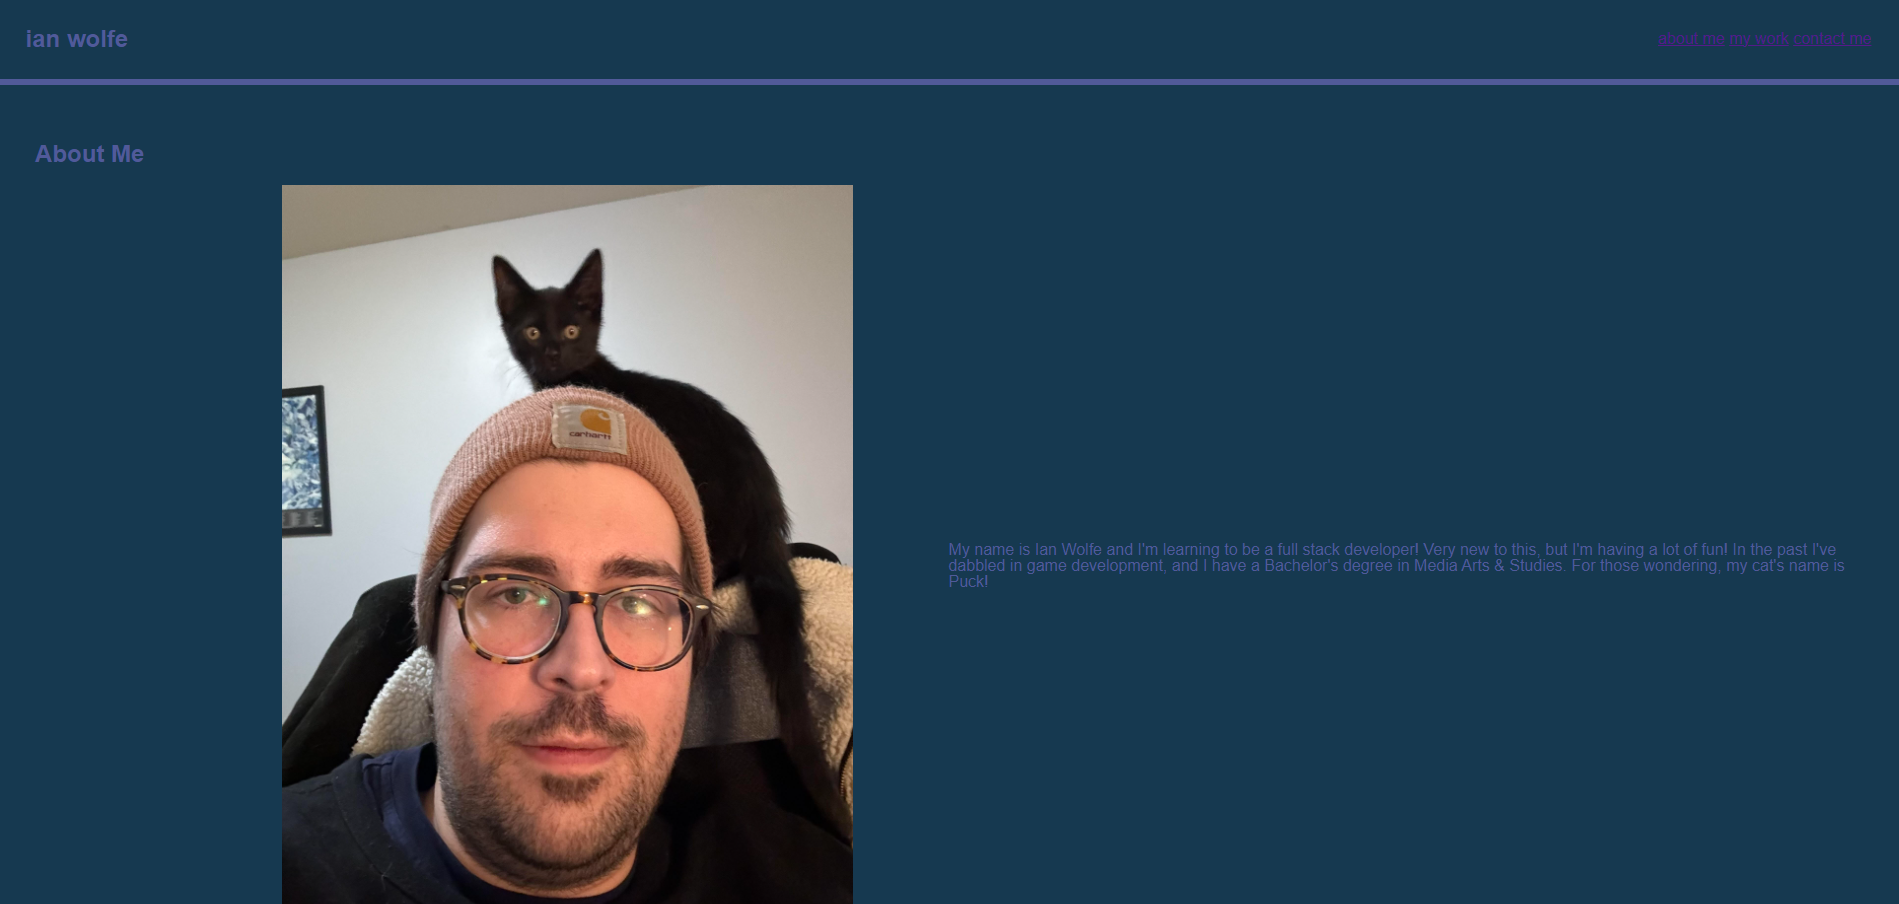 ian wolfe
about me my work contact me
About Me
carhartt
My name is Ian Wolfe and I'm learning to be a full stack developer! Very new to this, but I'm having a lot of fun! In the past I've
dabbled in game development, and I have a Bachelor's degree in Media Arts & Studies. For those wondering, my cat's name is
Puck!